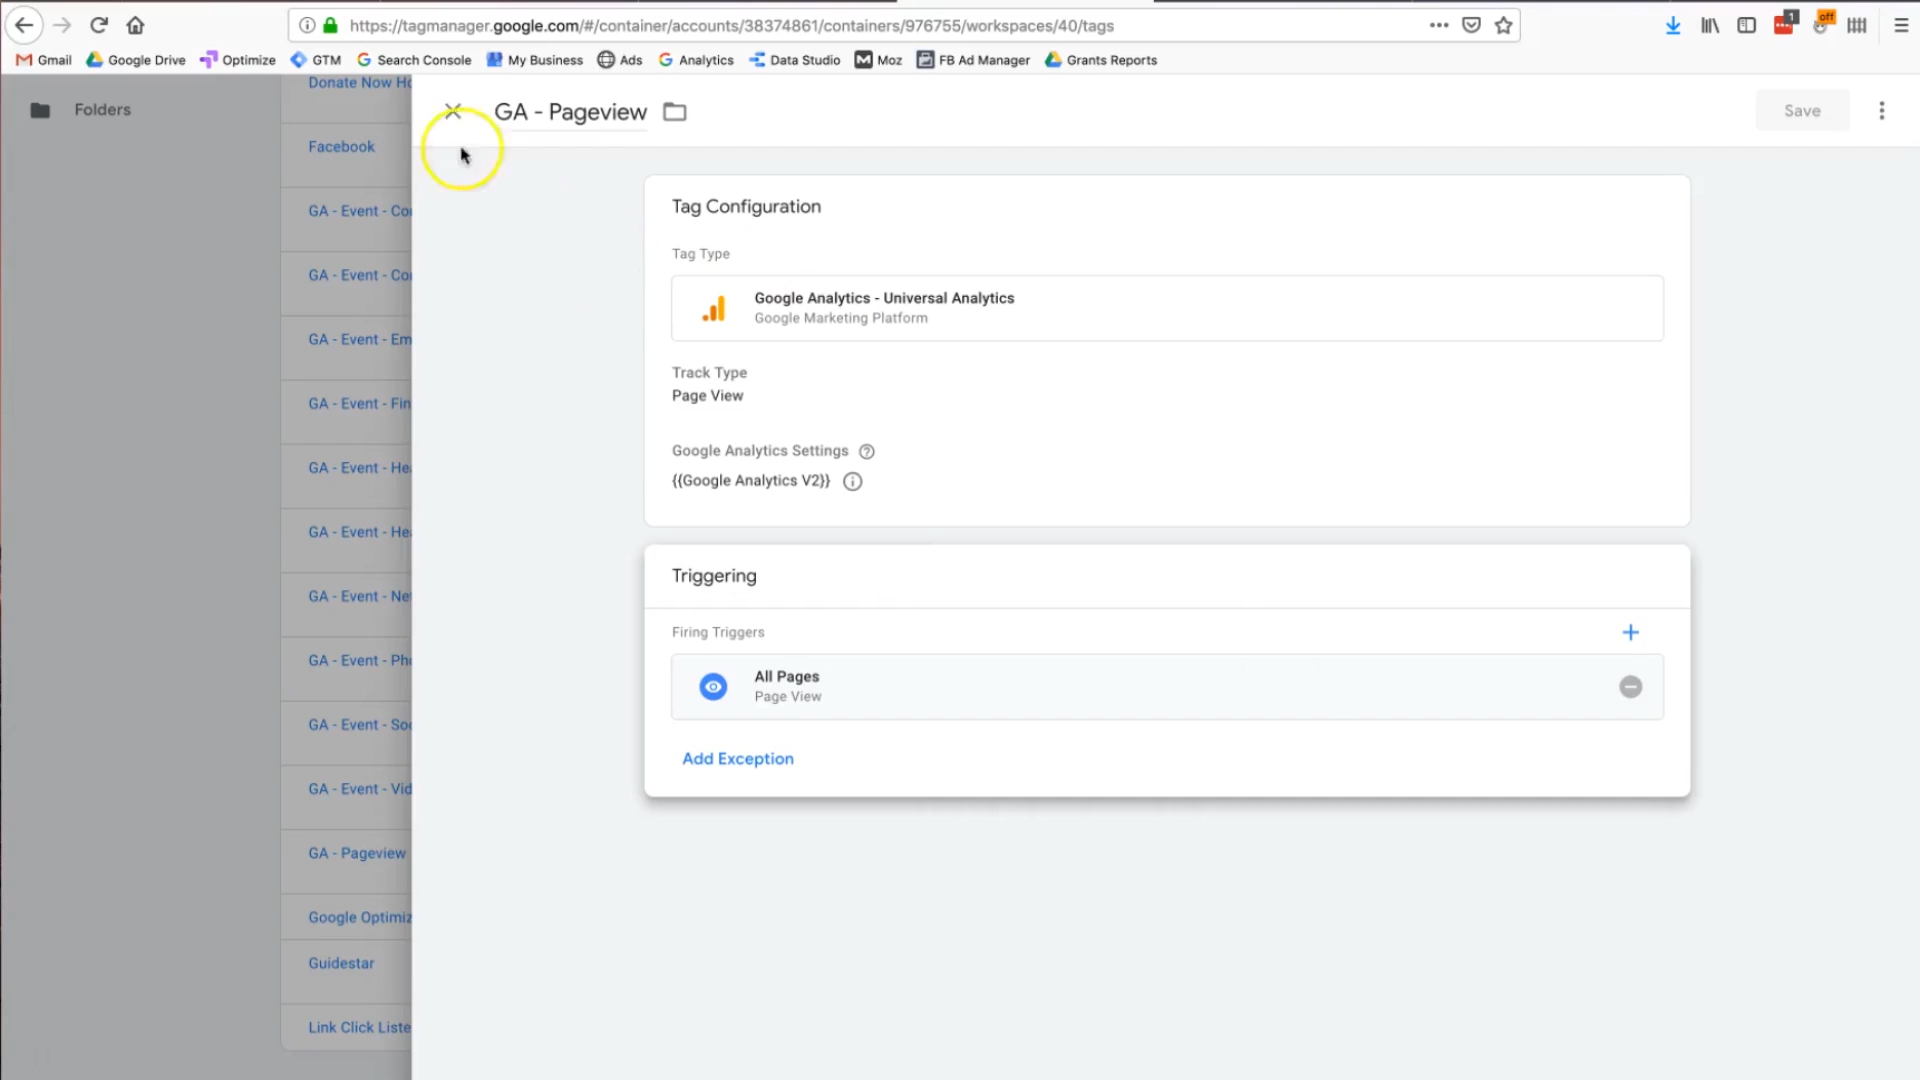 https://tagmanager.google.com/#/container/accounts/38374861/containers/976755/workspaces/40/tags
1
off
Gmail
Google Drive
Optimize
GTM
Search Console
My Business
Ads
Analytics
Data Studio
Moz
FB Ad Manager
Grants Reports
Folders
Donate Now Ho
Facebook
GA - Event - Co
GA - Event - Co
GA - Event - Em
GA - Event - Fin
GA - Event - He
GA - Event - He
GA - Event - Ne
GA - Event - Ph
GA - Event - So
GA - Event - Vid
GA - Pageview
Google Optimiz
Guidestar
Link Click Liste
GA - Pageview
Save
Tag Configuration
Tag Type
Google Analytics - Universal Analytics
Google Marketing Platform
Track Type
Page View
Google Analytics Settings
{{Google Analytics V2}}
Triggering
Firing Triggers
All Pages
Page View
Add Exception